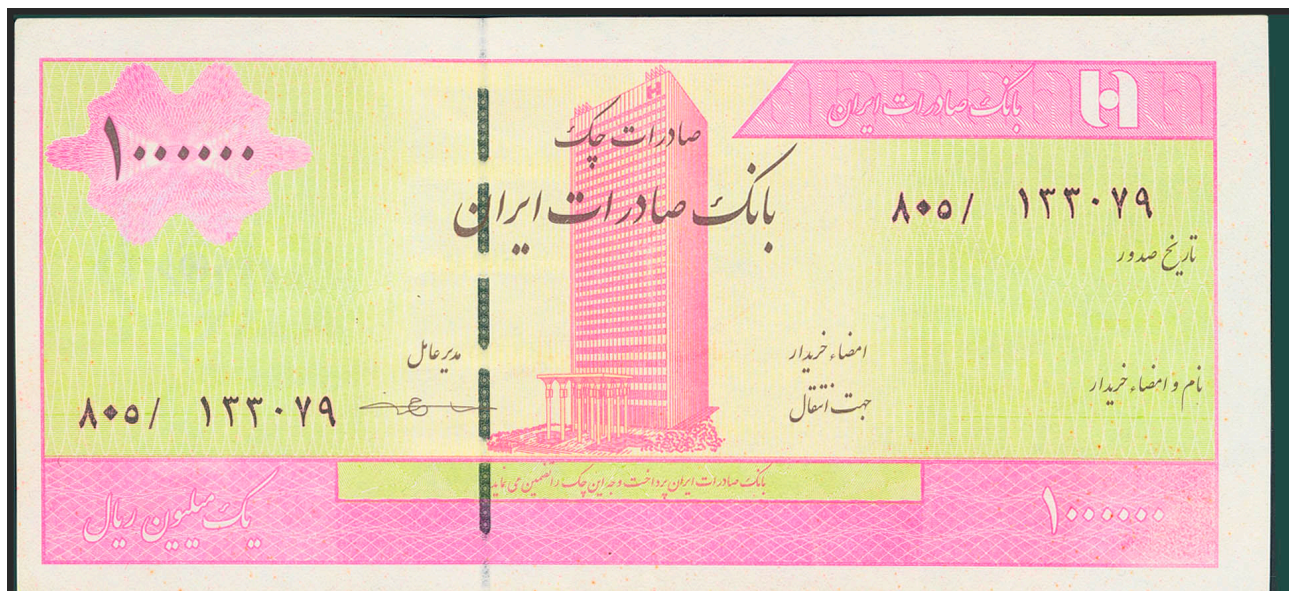 بانک صادرات ایران
۱۰۰۰۰۰۰
صادرات چک
بانک صادرات ایران
۸۰۵/ ۱۳۳۰۷۹
تاریخ صدور
امضاء خریدار
جهت انتقال
نام و امضاء خریدار
مدیر عامل
۸۰۵/ ۱۳۳۰۷۹
بانک صادرات ایران پرداخت وجه این چک را تضمین می نماید
۱۰۰۰۰۰۰
یک میلیون ریال